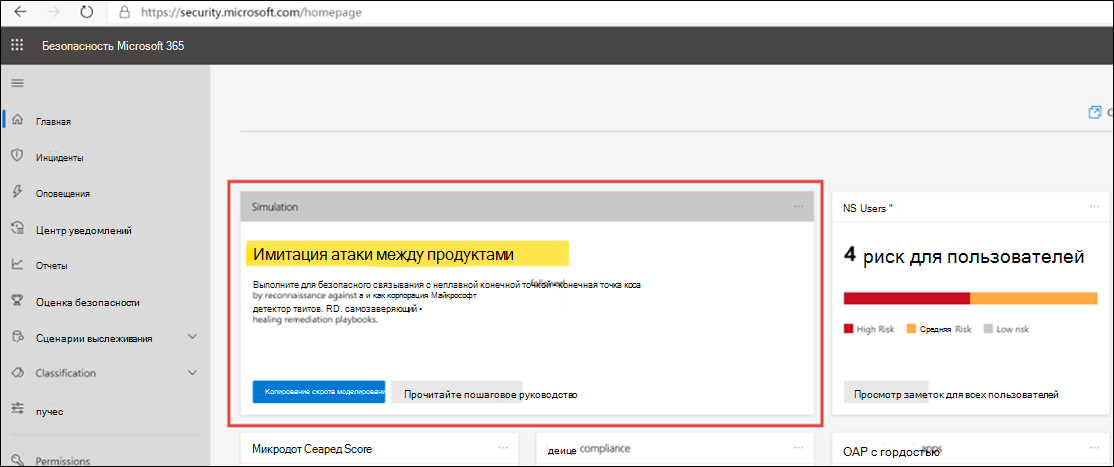 https://security.microsoft.com/homepage
Безопасность Microsoft 365
Главная
Инциденты
Оповещения
Центр уведомлений
Отчеты
Оценка безопасности
Сценарии выслеживания
Classification
пучес
Permissions
Simulation
Имитация атаки между продуктами
Выполните для безопасного связывания с неплавной конечной точкой • конечная точка коса
by reconnaissance against а и как корпорация Майкрософт
детектор твитов. RD. самозаверяющий •
healing remediation playbooks.
Копирование скрота моделировани
Прочитайте пошаговое руководство
NS Users "
4 риск для пользователей
High Risk
Средняя Risk
Low risk
Просмотр заметок для всех пользователей
Микродот Сеаред Score
деице compliance
ОАР с гордостью apps